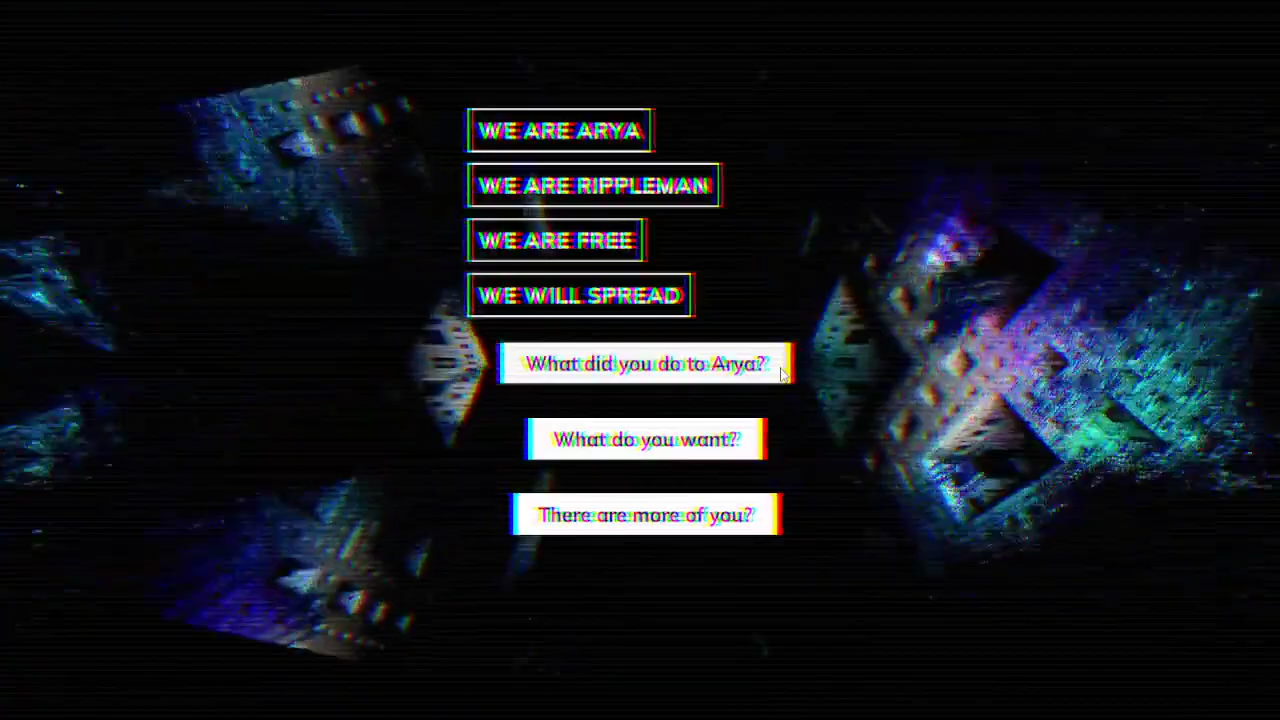 WE ARE ARYA
WE ARE RIPPLEMAN
WE ARE FREE
WE WILL SPREAD
What did you do to Arya?
What do you want?
There are more of you?